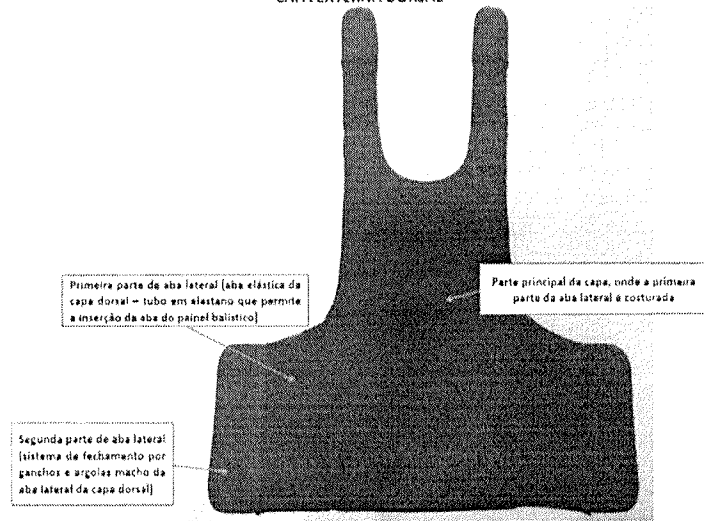 CAPA EXTERNA DORSAL
Primeira parte de aba lateral (aba elástica da
capa dorsal – tubo em elastano que permite
a inserção da aba do painel balístico)
Parte principal da capa, onde a primeira
parte da aba lateral é costurada
Segunda parte de aba lateral
(sistema de fechamento por
ganchos e argolas macho da
aba lateral da capa dorsal)